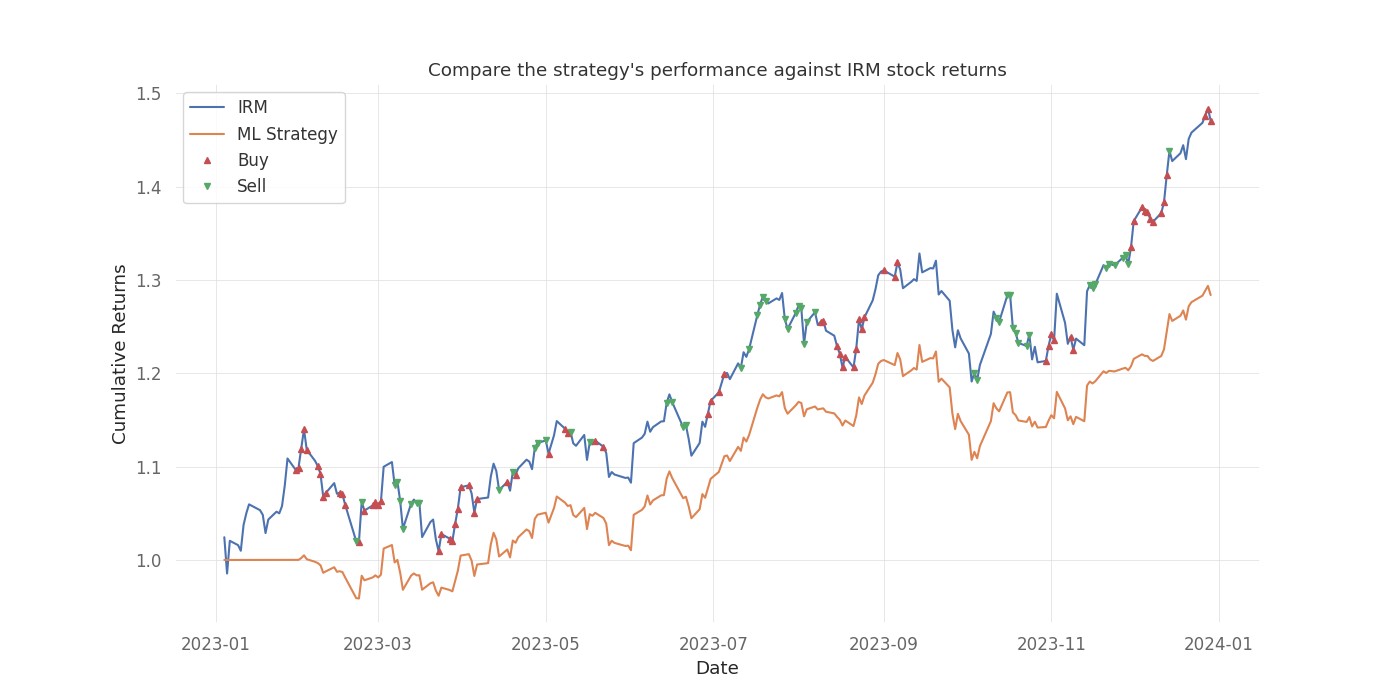 Compare the strategy's performance against IRM stock returns
IRM
ML Strategy
Buy
Sell
Cumulative Returns
1.5
1.4
1.3
1.2
1.1
1.0
2023-01 2023-03 2023-05 2023-07 2023-09 2023-11 2024-01
Date